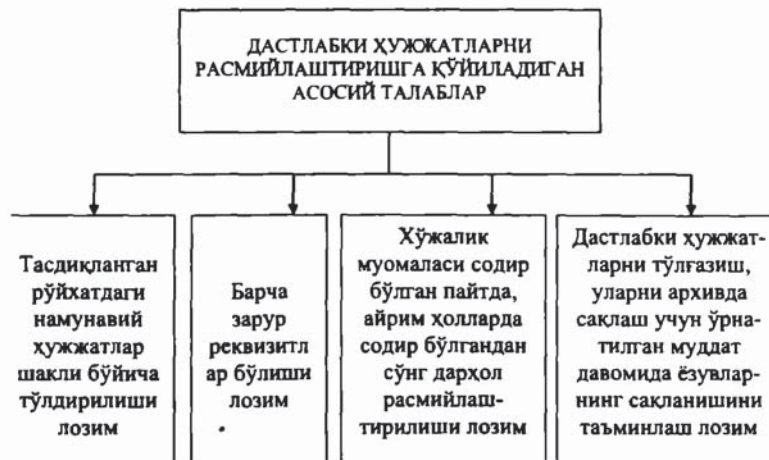 ДАСТЛАБКИ ҲУЖЖАТЛАРНИ
РАСМИЙЛАШТИРИШГА ҚЎЙИЛАДИГАН
АСОСИЙ ТАЛАБЛАР
Тасдиқланган
рўйхатдаги
намунавий
ҳужжатлар
шакли бўйича
тўлдирилиши
лозим
Барча
зарур
реквизитл
ар бўлиши
лозим
Хўжалик
муомаласи содир
бўлган пайтда,
айрим ҳолларда
содир бўлгандан
сўнг дарҳол
расмийлаш-
тирилиши лозим
Дастлабки ҳужжат-
ларни тўлғазиш,
уларни архивда
сақлаш учун ўрна-
тилган муддат
давомида ёзувлар-
нинг сақланишини
таъминлаш лозим